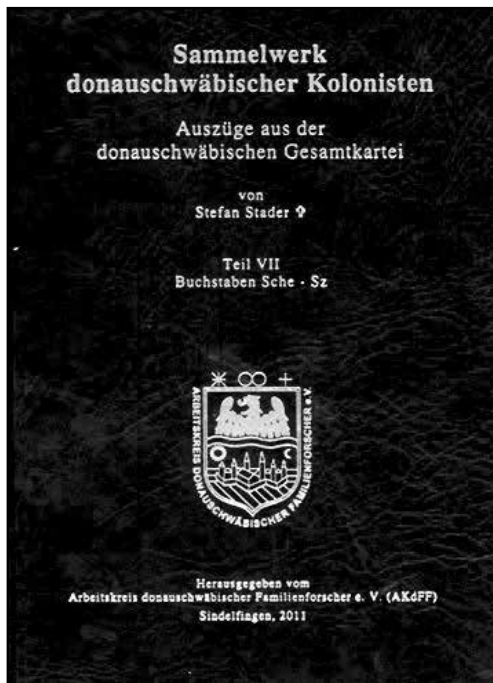 Sammelwerk
donauschwäbischer Kolonisten
Auszüge aus der
donauschwäbischen Gesamtkartei
von
Stefan Stader ✞
Teil VII
Buchstaben Sche - Sz
ARBEITSKREIS DONAUSCHWÄBISCHER FAMILIENFORSCHER e.V.
Herausgegeben vom
Arbeitskreis donauschwäbischer Familienforscher e. V. (AKdFF)
Sindelfingen, 2011